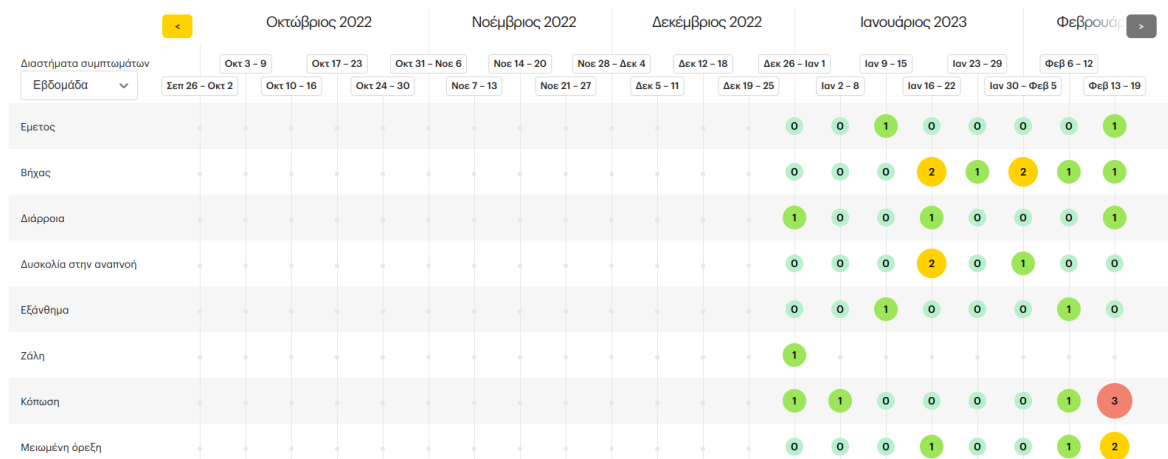 < Οκτώβριος 2022 Νοέμβριος 2022 Δεκέμβριος 2022 Ιανουάριος 2023 Φεβρουάρ >
Διαστήματα συμπτωμάτων Οκτ 3 – 9 Οκτ 17 – 23 Οκτ 31 – Νοε 6 Νοε 14 – 20 Νοε 28 – Δεκ 4 Δεκ 12 – 18 Δεκ 26 – Ιαν 1 Ιαν 9 – 15 Ιαν 23 – 29 Φεβ 6 – 12
Εβδομάδα Σεπ 26 – Οκτ 2 Οκτ 10 – 16 Οκτ 24 – 30 Νοε 7 – 13 Νοε 21 – 27 Δεκ 5 – 11 Δεκ 19 – 25 Ιαν 2 – 8 Ιαν 16 – 22 Ιαν 30 – Φεβ 5 Φεβ 13 – 19
Εμετος 0 0 1 0 0 0 0 1
Βήχας 0 0 0 2 1 2 1 1
Διάρροια 1 0 0 1 0 0 0 1
Δυσκολία στην αναπνοή 0 0 0 2 0 1 0 0
Εξάνθημα 0 0 1 0 0 0 1 0
Ζάλη 1
Κόπωση 1 1 0 0 0 0 1 3
Μειωμένη όρεξη 0 0 0 1 0 0 1 2